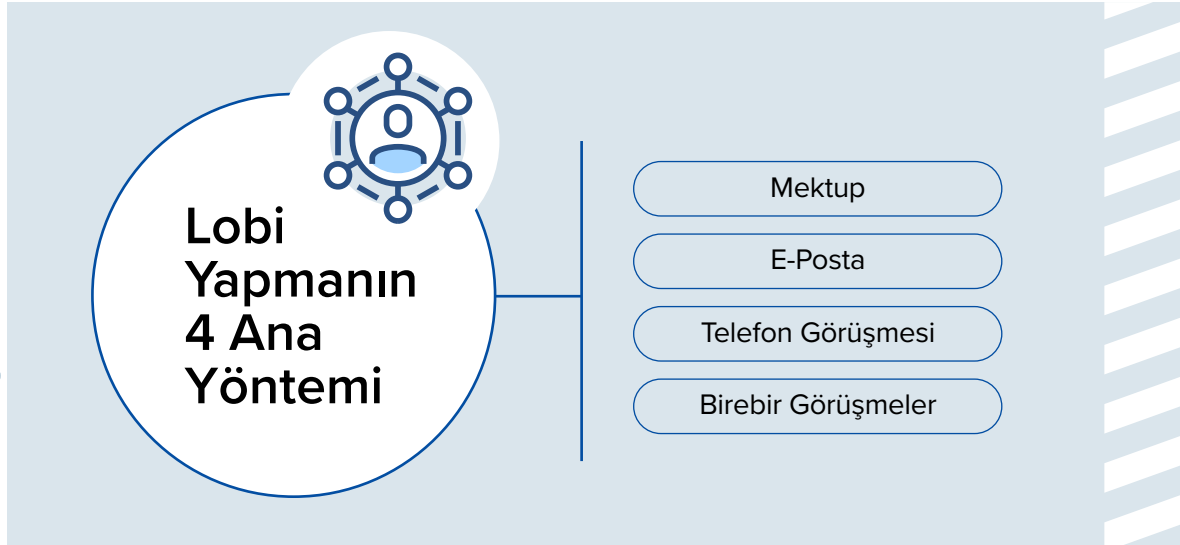 Lobi
Yapmanın
4 Ana
Yöntemi
Mektup
E-Posta
Telefon Görüşmesi
Birebir Görüşmeler